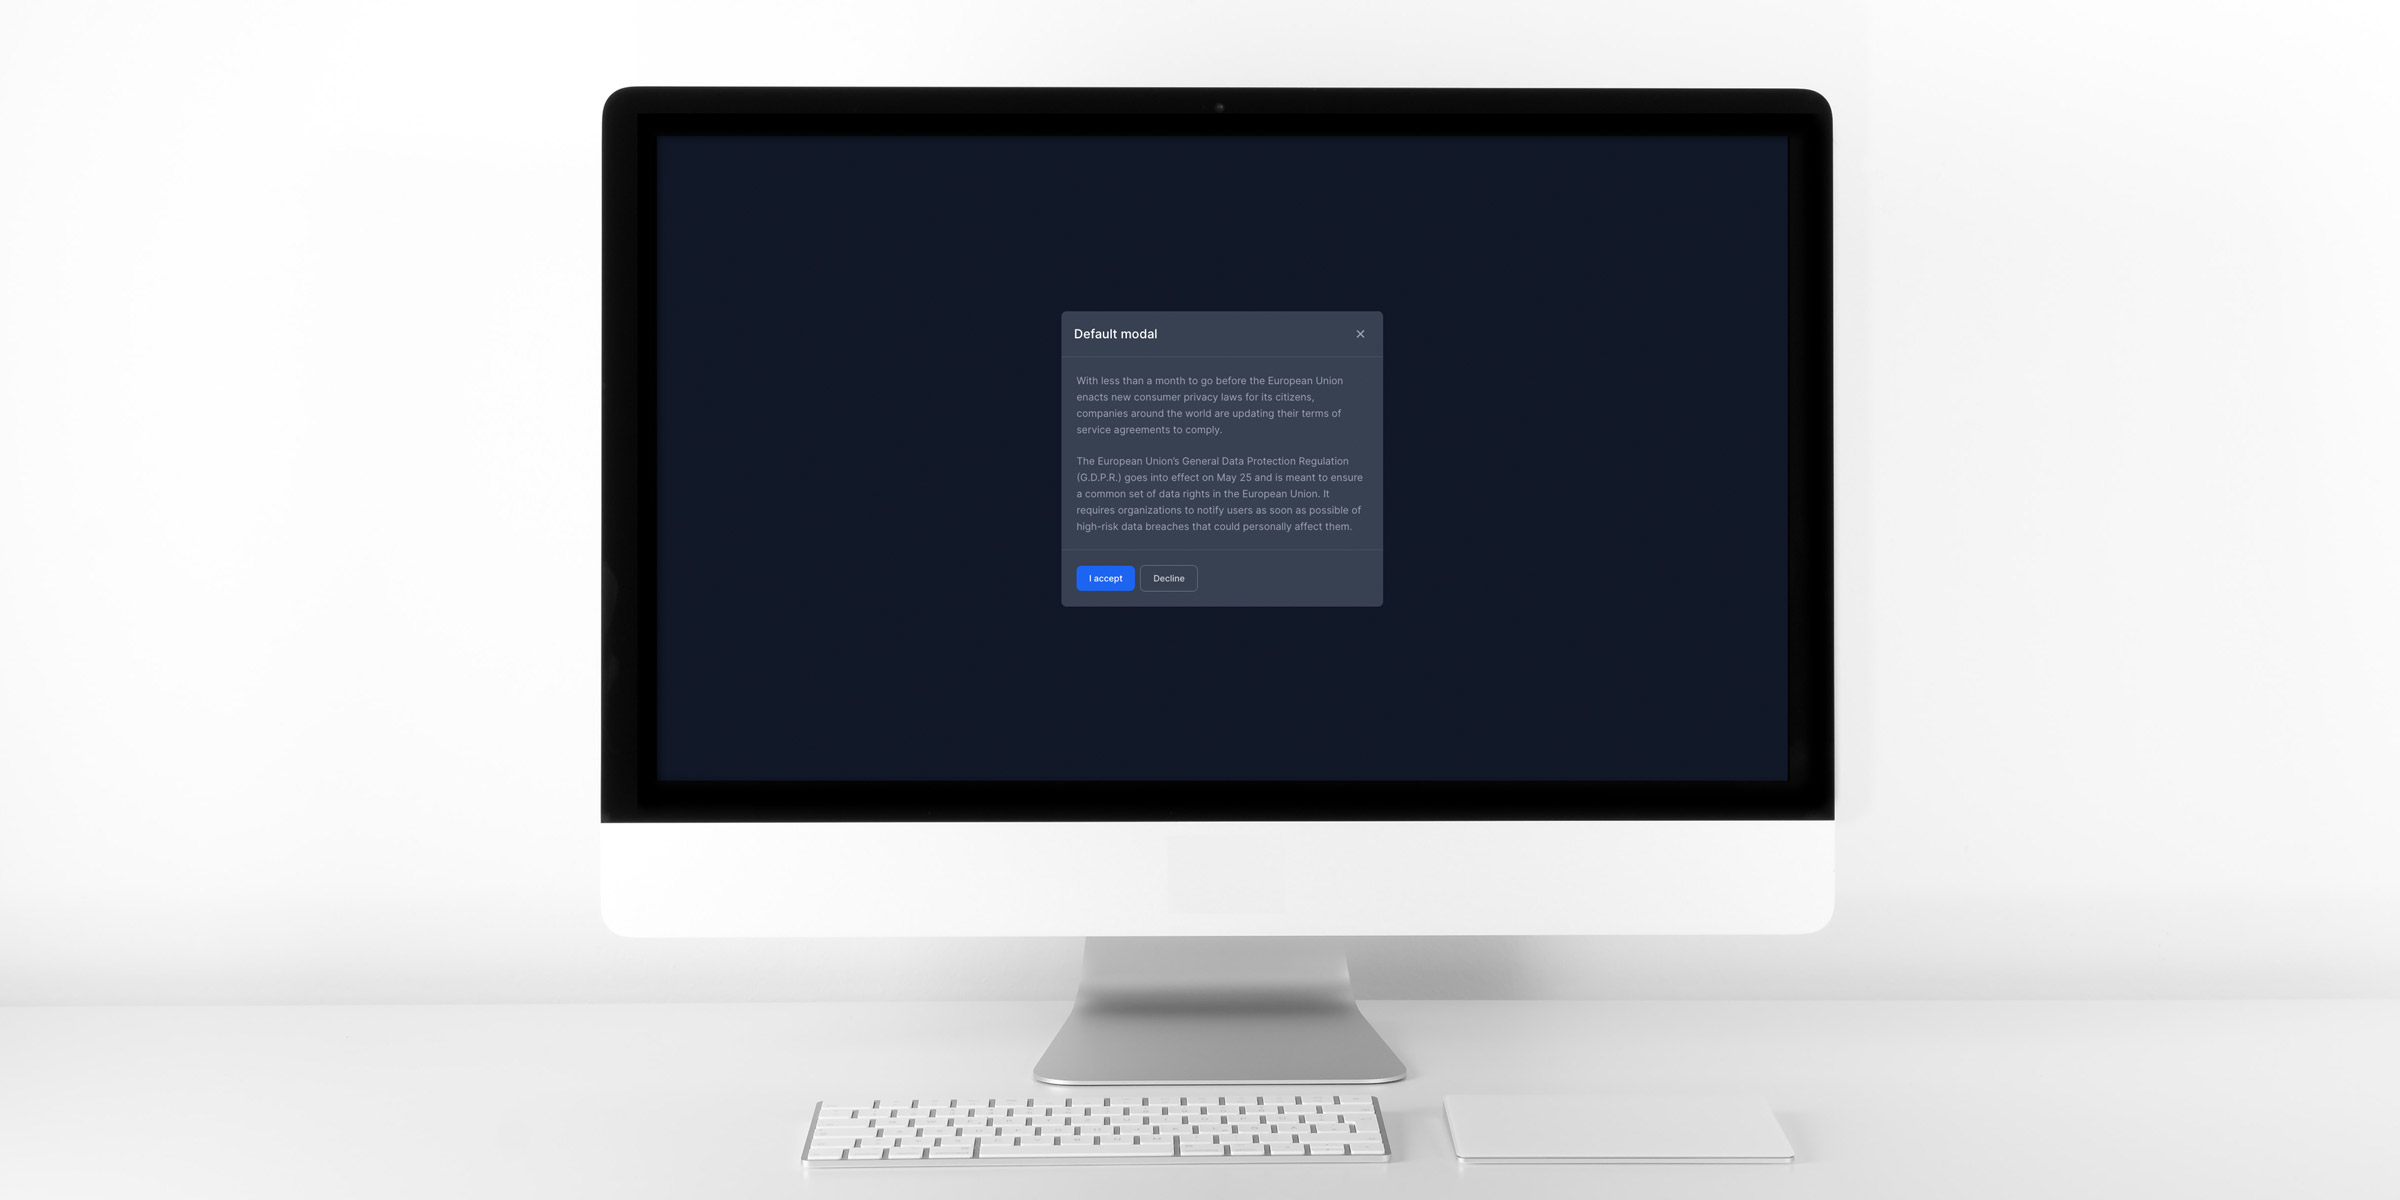 Default modal
With less than a month to go before the European Union
enacts new consumer privacy laws for its citizens,
companies around the world are updating their terms of
service agreements to comply.
The European Union's General Data Protection Regulation
(G.D.P.R.) goes into effect on May 25 and is meant to ensure
a common set of data rights in the European Union. It
requires organizations to notify users as soon as possible of
high-risk data breaches that could personally affect them.
I accept
Decline